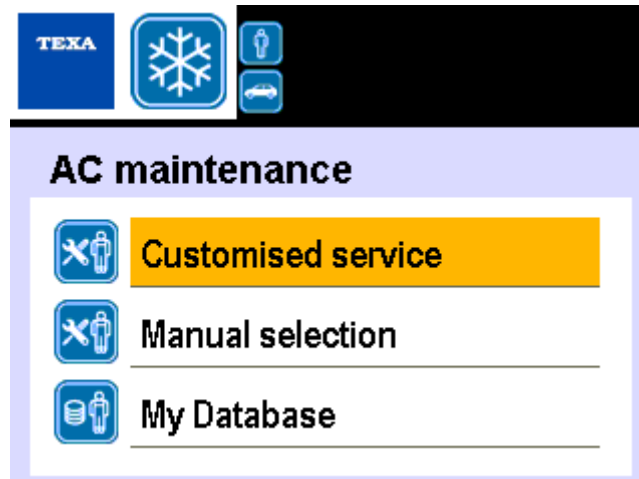 TEXA
AC maintenance
Customised service
Manual selection
My Database